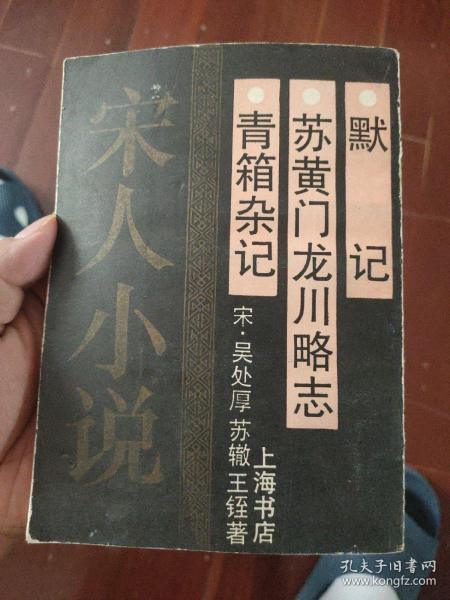 宋人小说
默记
苏黄门龙川略志
青箱杂记
宋·吴处厚 苏辙 王铚著
上海书店
孔夫子旧书网
www.kongfz.com